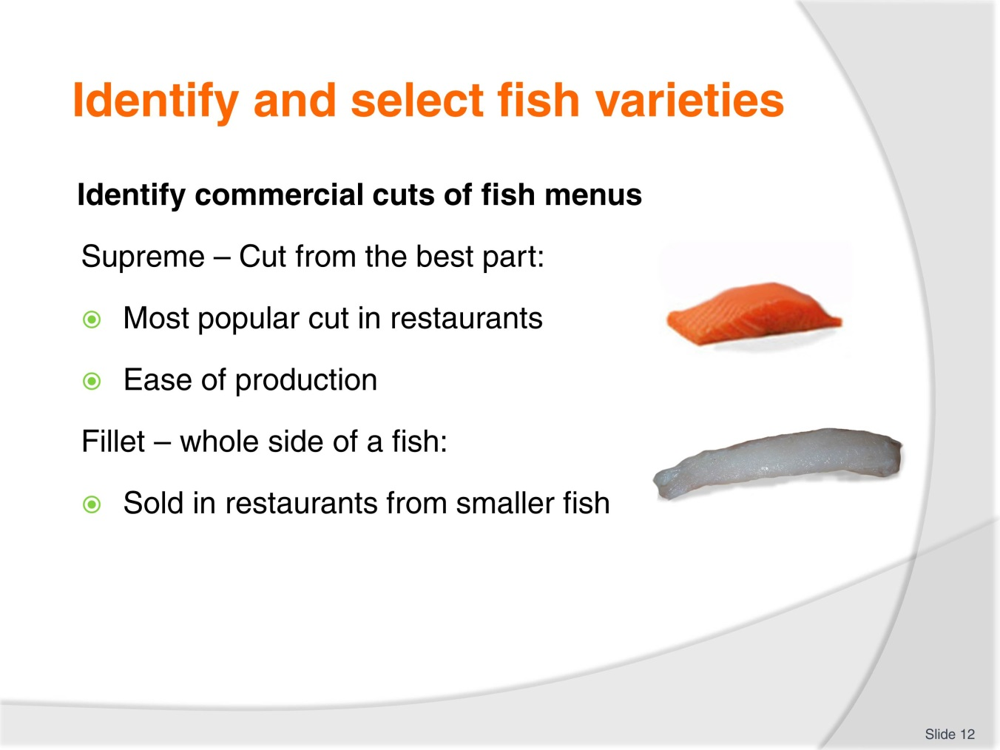 Identify and select fish varieties
Identify commercial cuts of fish menus
Supreme – Cut from the best part:
Most popular cut in restaurants
Ease of production
Fillet – whole side of a fish:
Sold in restaurants from smaller fish
Slide 12